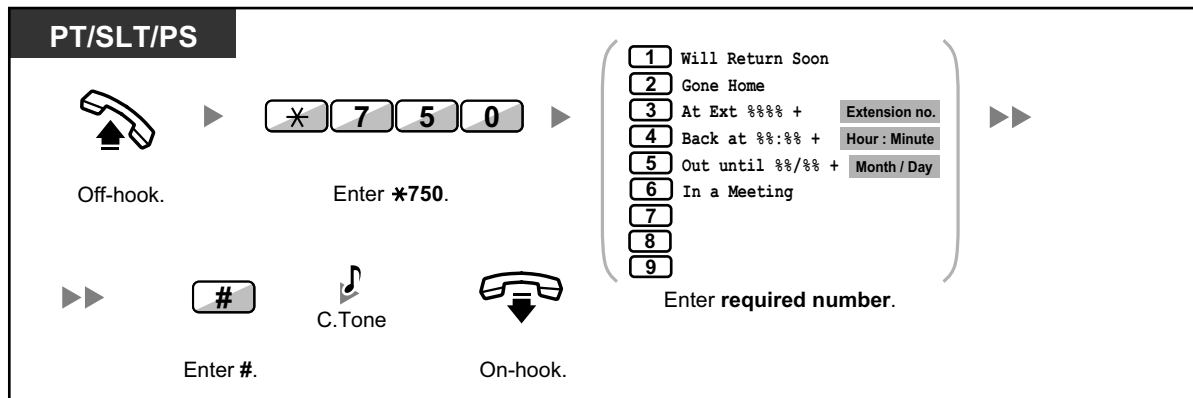 PT/SLT/PS
1 Will Return Soon
2 Gone Home
3 At Ext %%%% + Extension no.
4 Back at %%:%% + Hour : Minute
5 Out until %%/%% + Month / Day
6 In a Meeting
7
8
9
* 7 5 0
Off-hook.
Enter *750.
Enter required number.
#
C.Tone
Enter #.
On-hook.